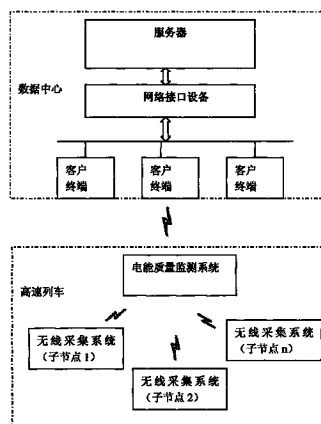 服务器
数据中心
网络接口设备
客户
终端
客户
终端
客户
终端
电能质量监测系统
高速列车
无线采集系统
（子节点1）
无线采集系统
（子节点2）
无线采集系统
（子节点n）